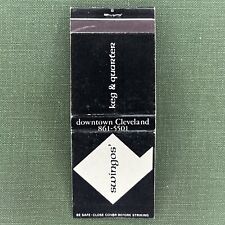 keg & quarter
downtown Cleveland
861-5501
swingos'
BE SAFE - CLOSE COVER BEFORE STRIKING